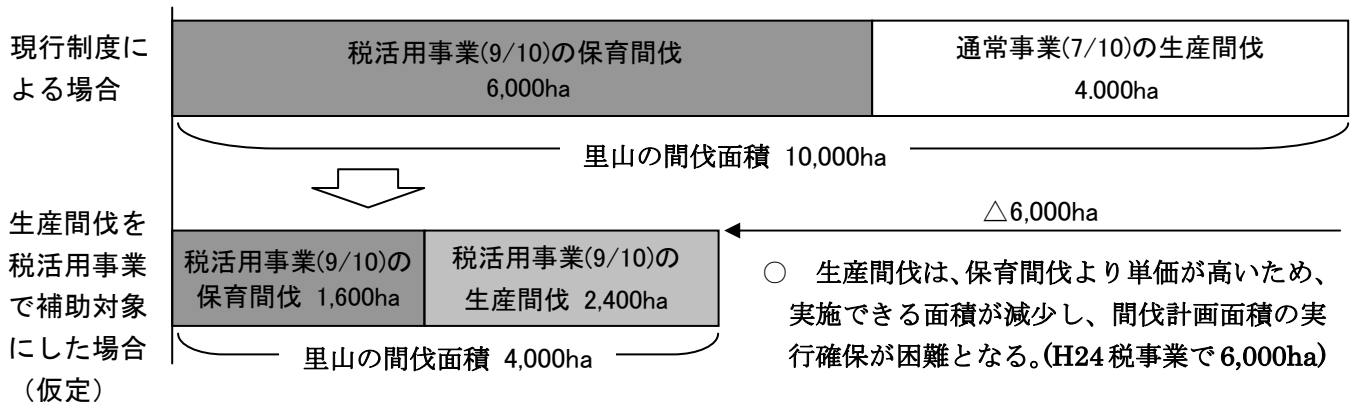 現行制度に
よる場合
税活用事業(9/10)の保育間伐
6,000ha
通常事業(7/10)の生産間伐
4.000ha
里山の間伐面積 10,000ha
生産間伐を
税活用事業
で補助対象
にした場合
(仮定)
税活用事業(9/10)の
保育間伐 1,600ha
税活用事業(9/10)の
生産間伐 2,400ha
里山の間伐面積 4,000ha
△6,000ha
○ 生産間伐は、保育間伐より単価が高いため、
実施できる面積が減少し、間伐計画面積の実
行確保が困難となる。(H24税事業で6,000ha)